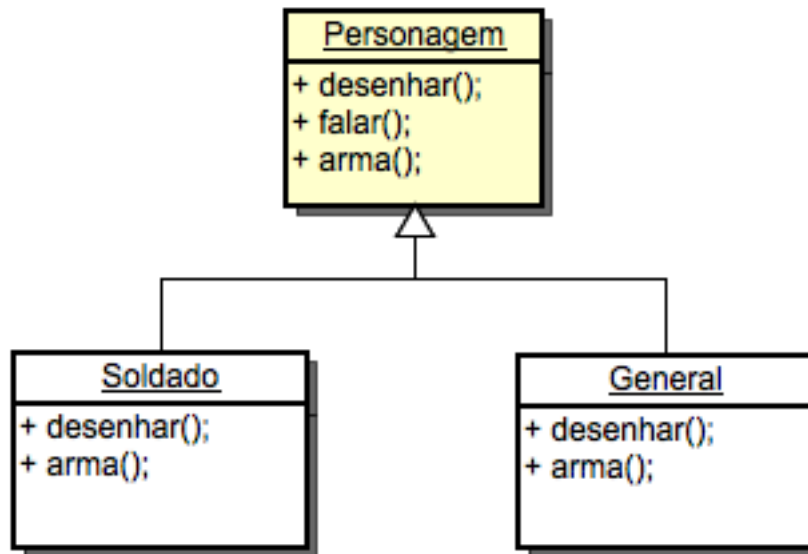 Personagem
+ desenhar();
+ falar();
+ arma();
Soldado
+ desenhar();
+ arma();
General
+ desenhar();
+ arma();